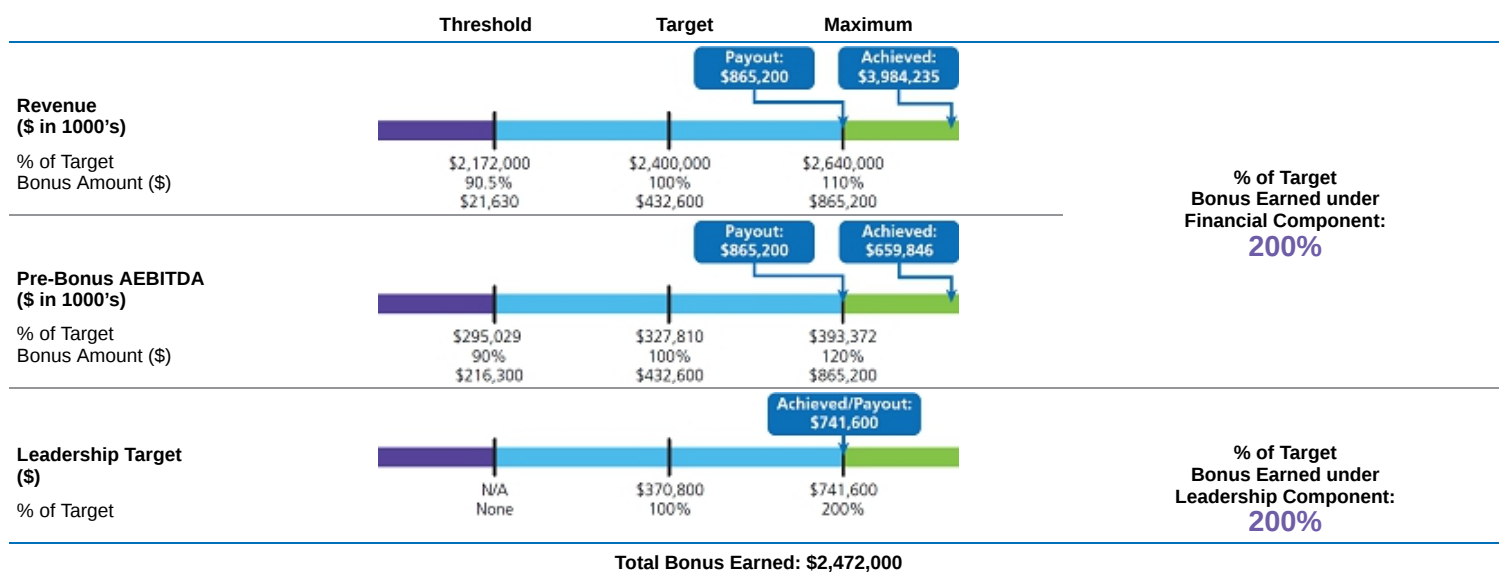 Threshold Target Maximum
Payout: Achieved:
$865,200 $3,984,235
Revenue
($ in 1000’s)
% of Target
Bonus Amount ($)
$2,172,000 $2,400,000 $2,640,000
90.5% 100% 110%
$21,630 $432,600 $865,200
% of Target
Bonus Earned under
Financial Component:
200%
Payout: Achieved:
$865,200 $659,846
Pre-Bonus AEBITDA
($ in 1000’s)
% of Target
Bonus Amount ($)
$295,029 $327,810 $393,372
90% 100% 120%
$216,300 $432,600 $865,200
Achieved/Payout:
$741,600
Leadership Target
($)
% of Target
N/A $370,800 $741,600
None 100% 200%
% of Target
Bonus Earned under
Leadership Component:
200%
Total Bonus Earned: $2,472,000